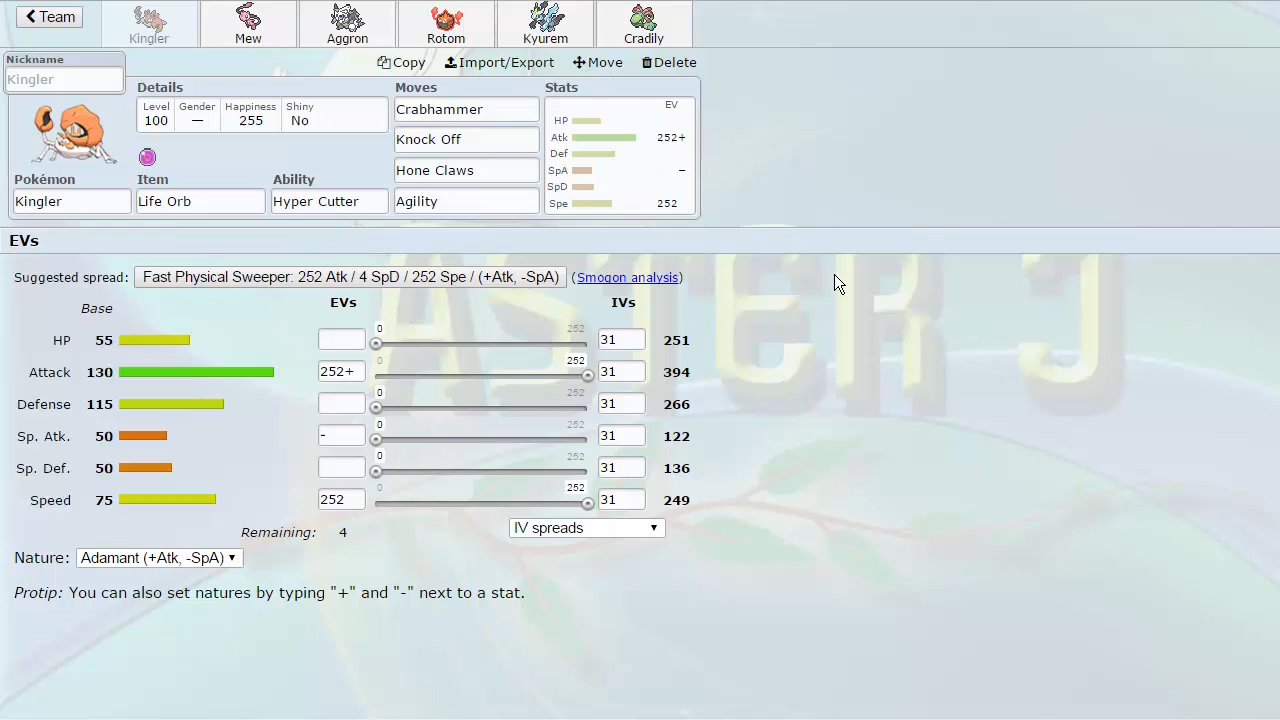 Team
Kingler Mew Aggron Rotom Kyurem Cradily
Nickname
Kingler
Copy Import/Export Move Delete
Details
Level Gender Happiness Shiny
100 — 255 No
Pokémon Item Ability
Kingler Life Orb Hyper Cutter
Moves
Crabhammer
Knock Off
Hone Claws
Agility
Stats
EV
HP
Atk 252+
Def
SpA −
SpD
Spe 252
EVs
Suggested spread: Fast Physical Sweeper: 252 Atk / 4 SpD / 252 Spe / (+Atk, -SpA) (Smogon analysis)
Base EVs IVs
HP 55 0 252 31 251
Attack 130 252+ 0 252 31 394
Defense 115 0 252 31 266
Sp. Atk. 50 - 0 252 31 122
Sp. Def. 50 0 252 31 136
Speed 75 252 0 252 31 249
Remaining: 4 IV spreads
Nature: Adamant (+Atk, -SpA)
Protip: You can also set natures by typing "+" and "-" next to a stat.
ASTER J